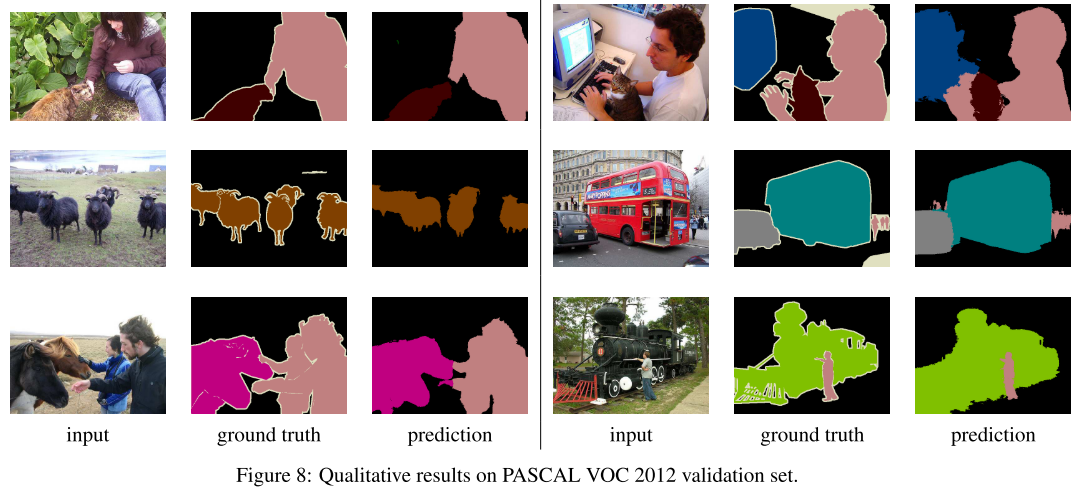 input ground truth prediction input ground truth prediction
Figure 8: Qualitative results on PASCAL VOC 2012 validation set.